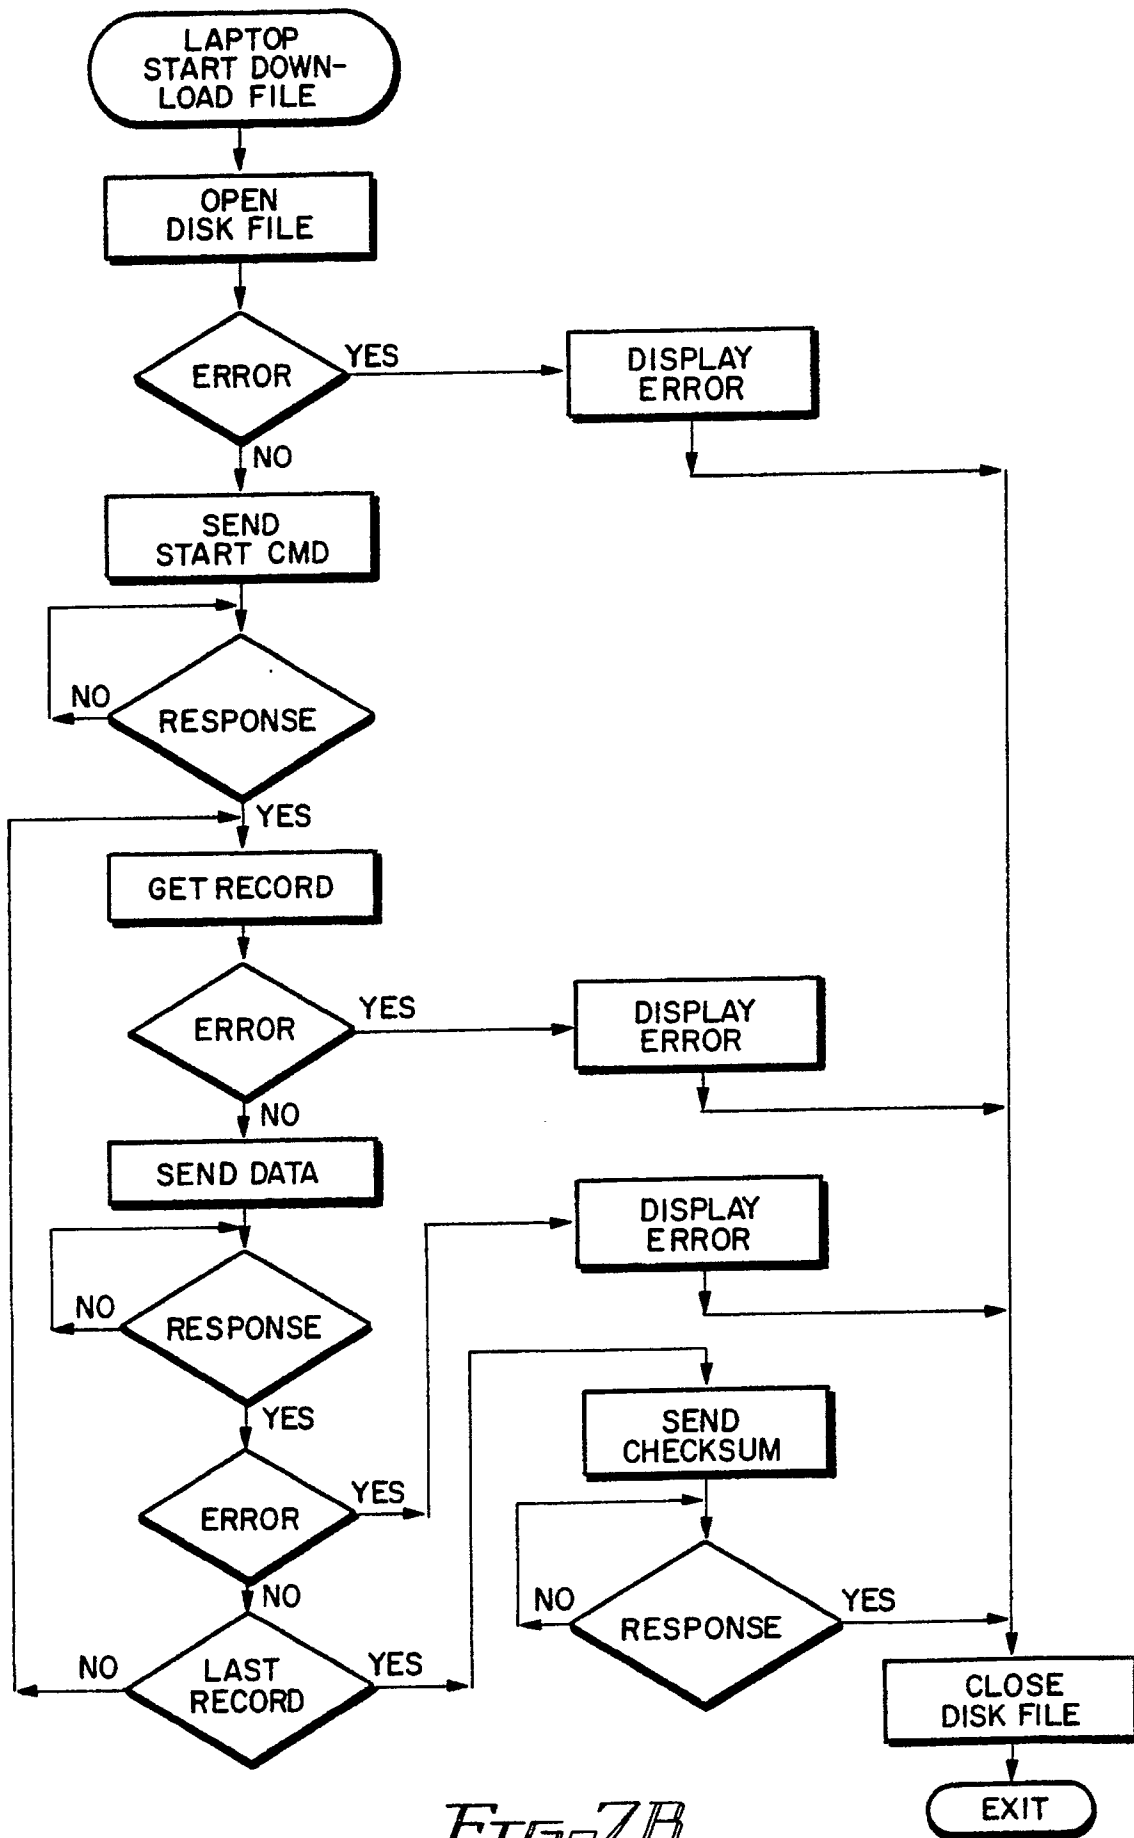 LAPTOP
START DOWN-
LOAD FILE
OPEN
DISK FILE
ERROR
YES
DISPLAY
ERROR
NO
SEND
START CMD
NO
RESPONSE
YES
GET RECORD
ERROR
YES
DISPLAY
ERROR
NO
SEND DATA
DISPLAY
ERROR
NO
RESPONSE
YES
SEND
CHECKSUM
ERROR
YES
NO
NO
RESPONSE
YES
NO
LAST
RECORD
YES
CLOSE
DISK FILE
EXIT
FIG. 7B